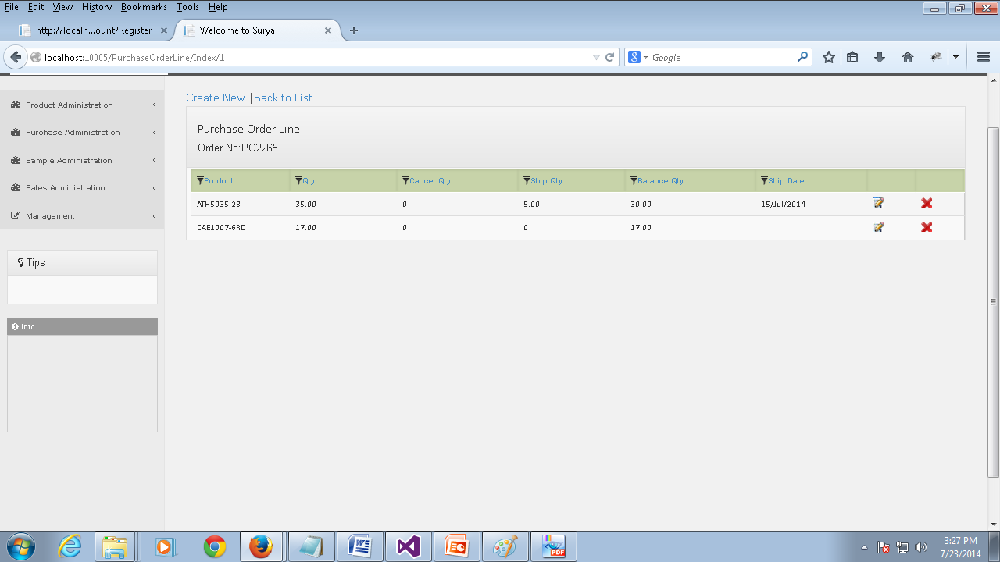 File Edit View History Bookmarks Tools Help
http://localh...ount/Register
Welcome to Surya
localhost:10005/PurchaseOrderLine/Index/1
Google
Product Administration
Purchase Administration
Sample Administration
Sales Administration
Management
Tips
Info
Create New |Back to List
Purchase Order Line
Order No:PO2265
Product Qty Cancel Qty Ship Qty Balance Qty Ship Date
ATH5035-23 35.00 0 5.00 30.00 15/Jul/2014
CAE1007-6RD 17.00 0 0 17.00
PDF
3:27 PM
7/23/2014